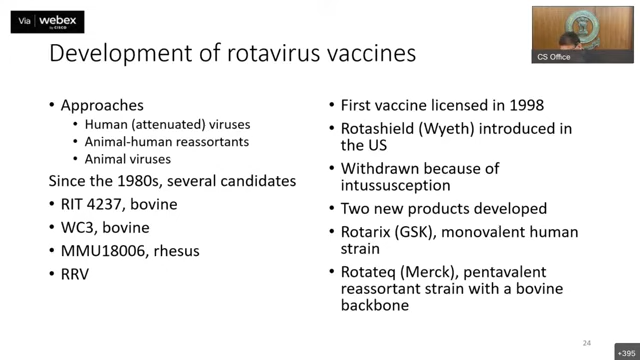 Via webex
by CISCO
CS Office
Development of rotavirus vaccines
• Approaches
• Human (attenuated) viruses
• Animal-human reassortants
• Animal viruses
Since the 1980s, several candidates
• RIT 4237, bovine
• WC3, bovine
• MMU18006, rhesus
• RRV
• First vaccine licensed in 1998
• Rotashield (Wyeth) introduced in
the US
• Withdrawn because of
intussusception
• Two new products developed
• Rotarix (GSK), monovalent human
strain
• Rotateq (Merck), pentavalent
reassortant strain with a bovine
backbone
24
+395